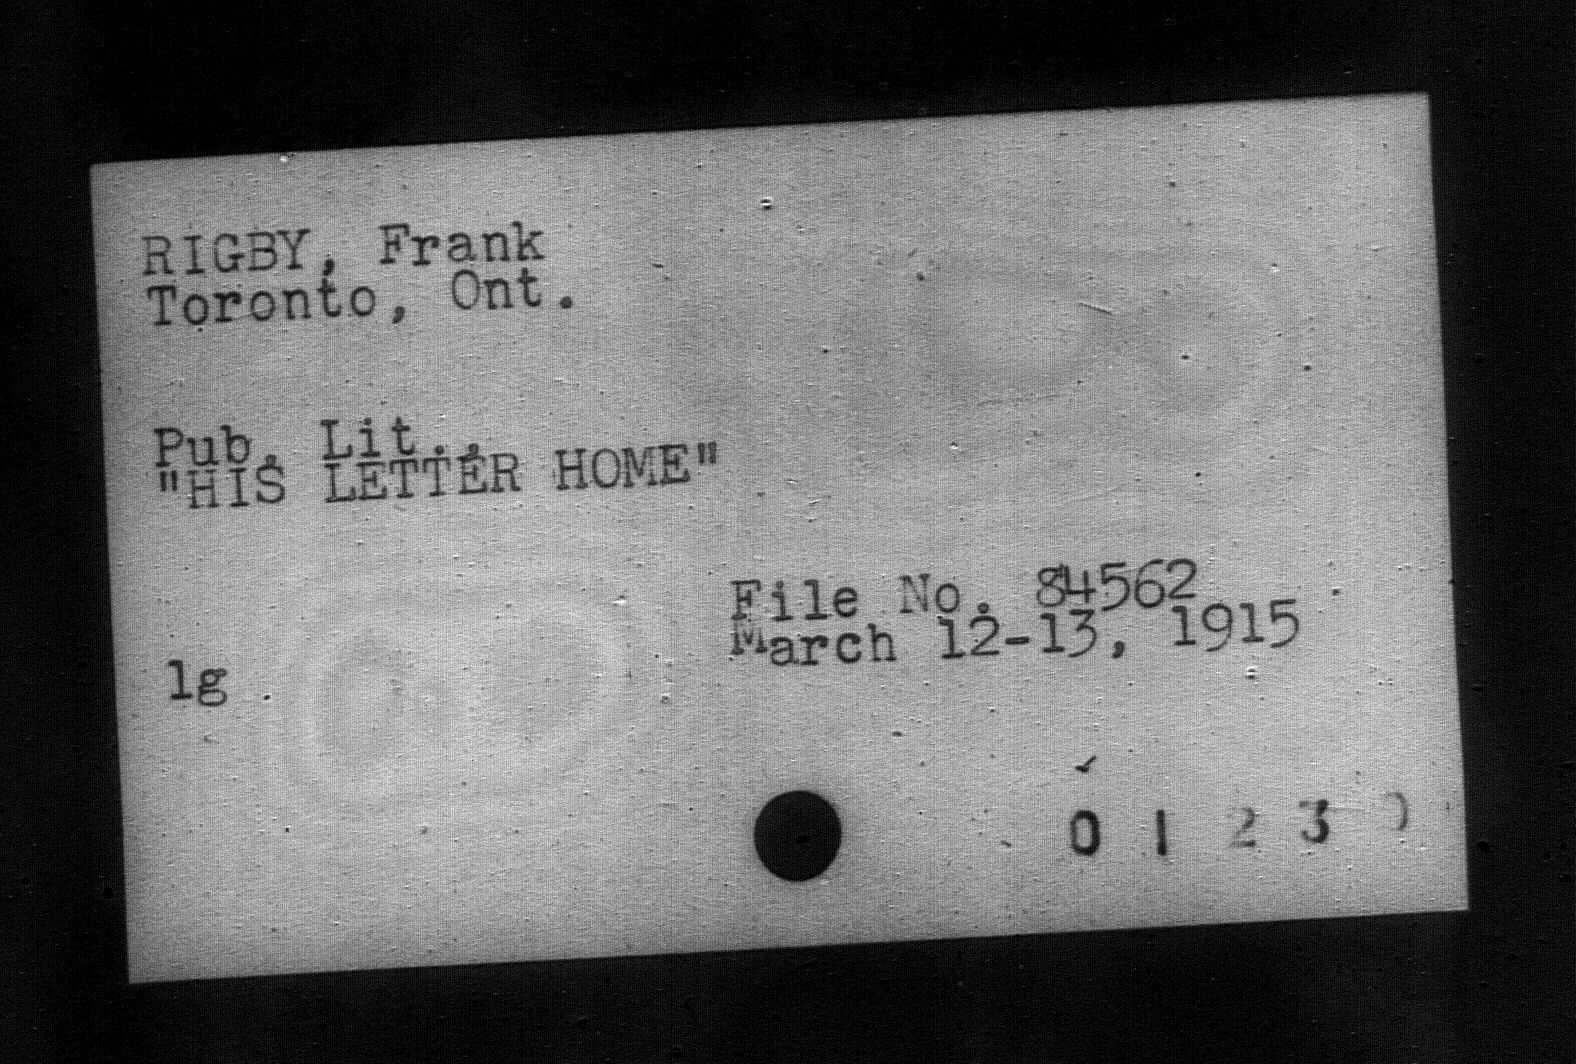 RIGBY, Frank
Toronto, Ont.
Pub. Lit.,
"HIS LETTER HOME"
File No. 84562
March 12-13, 1915
lg
0 1 2 3